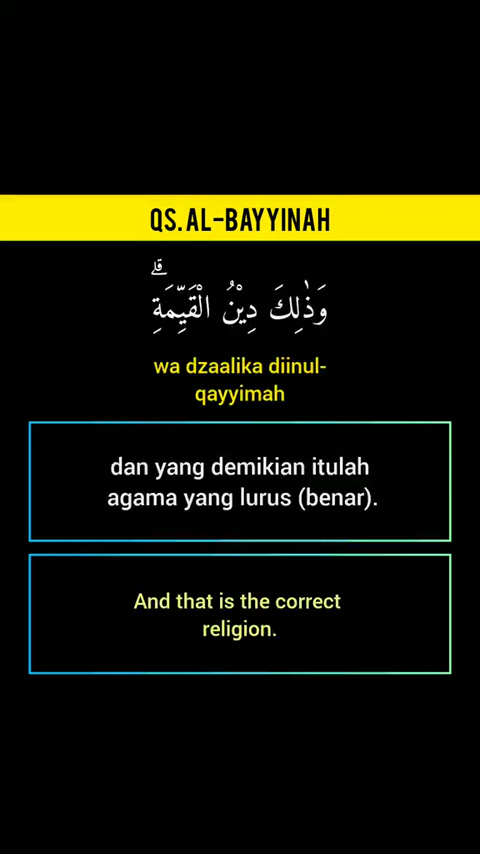 QS. AL-BAYYINAH
وَذٰلِكَ دِيْنُ الْقَيِّمَةِۗ
wa dzaalika diinul-
qayyimah
dan yang demikian itulah
agama yang lurus (benar).
And that is the correct
religion.